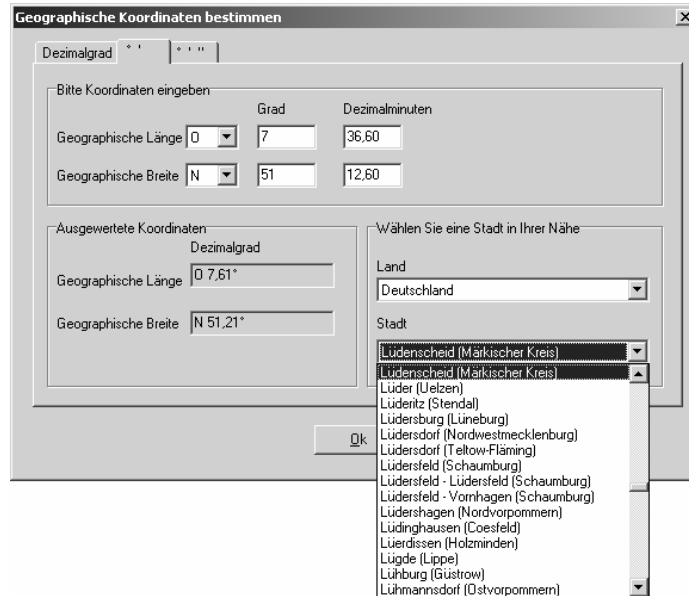 Geographische Koordinaten bestimmen
Dezimalgrad ° ' ° ' ''
Bitte Koordinaten eingeben
Grad Dezimalminuten
Geographische Länge O 7 36,60
Geographische Breite N 51 12,60
Ausgewertete Koordinaten
Dezimalgrad
Geographische Länge O 7,61°
Geographische Breite N 51,21°
Wählen Sie eine Stadt in Ihrer Nähe
Land
Deutschland
Stadt
Lüdenscheid (Märkischer Kreis)
Lüdenscheid (Märkischer Kreis)
Lüder (Uelzen)
Lüderitz (Stendal)
Lüdersburg (Lüneburg)
Lüdersdorf (Nordwestmecklenburg)
Lüdersdorf (Teltow-Fläming)
Lüdersfeld (Schaumburg)
Lüdersfeld - Lüdersfeld (Schaumburg)
Lüdersfeld - Vornhagen (Schaumburg)
Lüdershagen (Nordvorpommern)
Lüdinghausen (Coesfeld)
Lüerdissen (Holzminden)
Lügde (Lippe)
Lühburg (Güstrow)
Lühmannsdorf (Ostvorpommern)
Ok